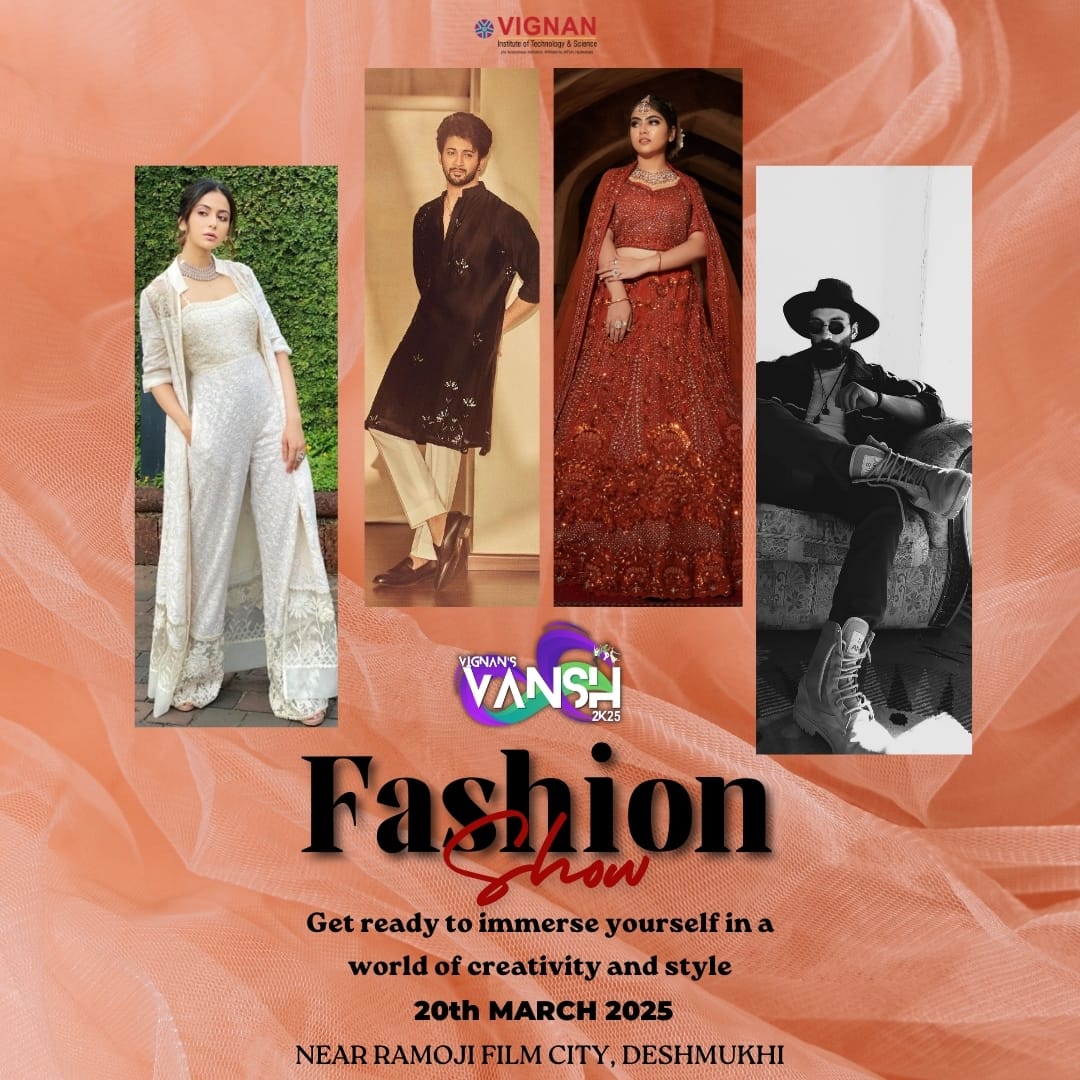 VIGNAN
Institute of Technology & Science
VIGNAN'S
VANSH
2K25
Fashion
Show
Get ready to immerse yourself in a
world of creativity and style
20th MARCH 2025
NEAR RAMOJI FILM CITY, DESHMUKHI